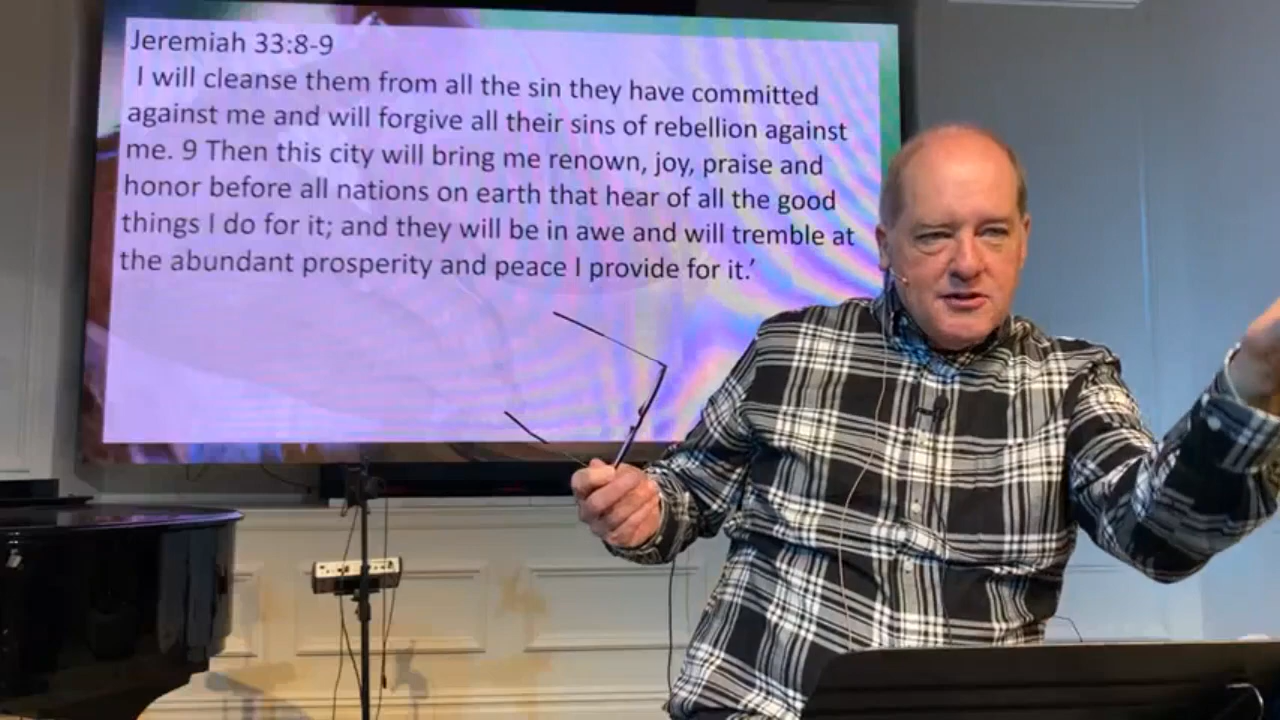 Jeremiah 33:8-9
I will cleanse them from all the sin they have committed
against me and will forgive all their sins of rebellion against
me. 9 Then this city will bring me renown, joy, praise and
honor before all nations on earth that hear of all the good
things I do for it; and they will be in awe and will tremble at
the abundant prosperity and peace I provide for it.’